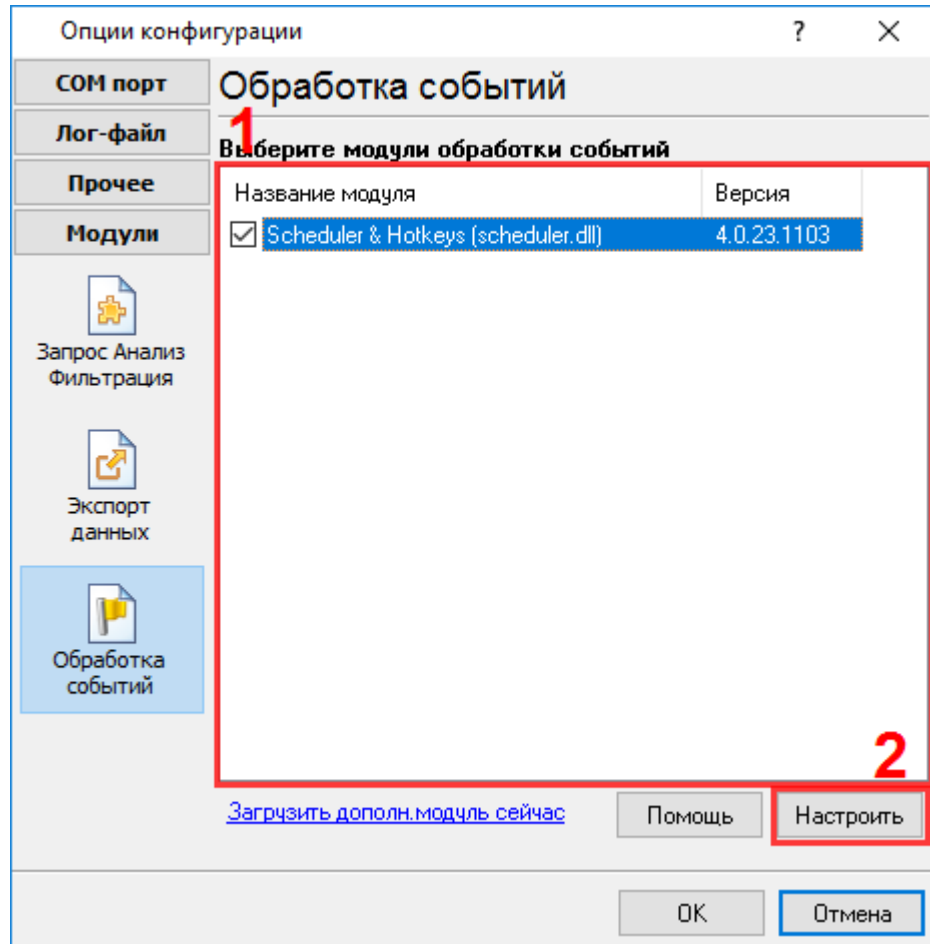 Опции конфигурации ? ×
COM порт
Лог-файл
Прочее
Модули
Запрос Анализ
Фильтрация
Экспорт
данных
Обработка
событий
Обработка событий
1
Выберите модули обработки событий
Название модуля Версия
Scheduler & Hotkeys (scheduler.dll) 4.0.23.1103
2
Загрузить дополн.модуль сейчас Помощь Настроить
OK Отмена